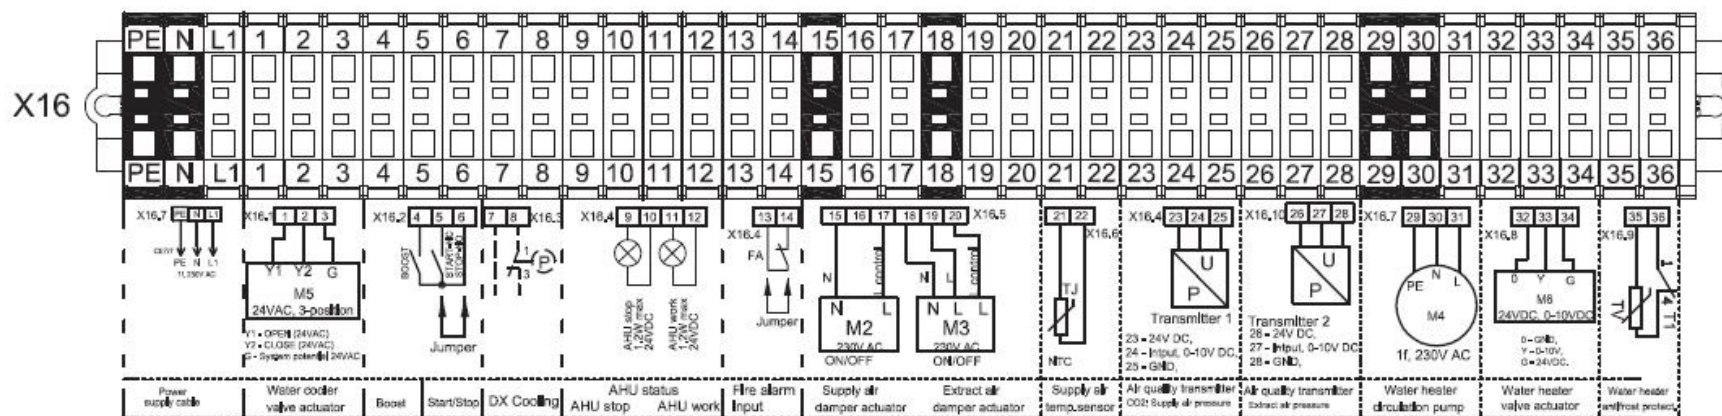 PE N L1 1 2 3 4 5 6 7 8 9 10 11 12 13 14 15 16 17 18 19 20 21 22 23 24 25 26 27 28 29 30 31 32 33 34 35 36
X16
PE N L1 1 2 3 4 5 6 7 8 9 10 11 12 13 14 15 16 17 18 19 20 21 22 23 24 25 26 27 28 29 30 31 32 33 34 35 36
X16.7 PE N L1
PE N L1
1f, 230V AC
X16.1 1 2 3
Y1 Y2 G
M5
24VAC, 3-position
Y1 - OPEN (24VAC)
Y2 - CLOSE (24VAC)
G - System potential 24VAC
X16.2 4 5 6
BOOST
START=NO
STOP=NC
Jumper
7 8 X16.3
1
3
P
X16.4 9 10 11 12
AHU stop
1,2W max
24VDC
AHU work
1,2W max
24VDC
13 14
X16.4
FA
Jumper
15 16 17 18 19 20 X16.5
N
L control
N
L
L control
N L
M2
230V AC
ON/OFF
N L L
M3
230V AC
ON/OFF
21 22
X16.6
TJ
NTC
X16.4 23 24 25
U
P
Transmitter 1
23 - 24V DC,
24 - Intput, 0-10V DC,
25 - GND,
X16.10 26 27 28
U
P
Transmitter 2
26 - 24V DC,
27 - Intput, 0-10V DC
28 - GND,
X16.7 29 30 31
PE N L
M4
1f, 230V AC
32 33 34
X16.8
0 Y G
M6
24VDC, 0-10VDC
0 - GND,
Y - 0-10V,
G - 24VDC.
35 36
X16.9
1
4
TV
T1
Power
supply cable
Water cooler
valve actuator
Boost
Start/Stop
DX Cooling
AHU status
AHU stop AHU work
Fire alarm
Input
Supply air
damper actuator
Extract air
damper actuator
Supply air
temp.sensor
Air quality transmitter
CO2; Supply air pressure
Air quality transmitter
Extract air pressure
Water heater
circulation pump
Water heater
valve actuator
Water heater
antifrost protect.